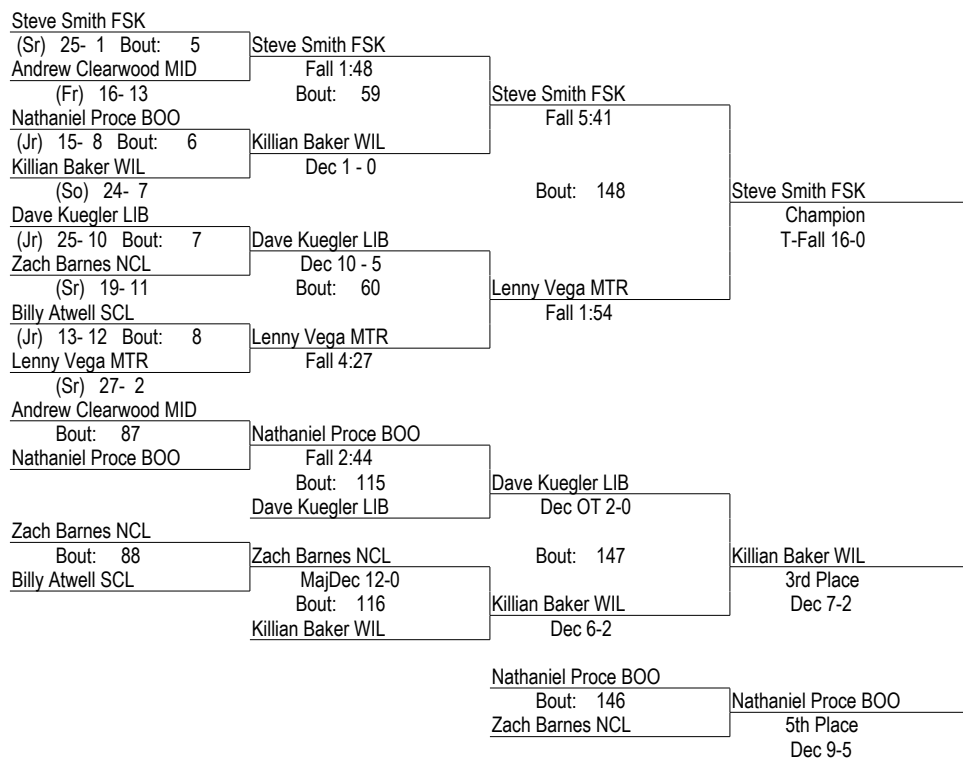 Steve Smith FSK
(Sr) 25- 1 Bout: 5
Steve Smith FSK
Andrew Clearwood MID
Fall 1:48
(Fr) 16- 13
Bout: 59
Steve Smith FSK
Nathaniel Proce BOO
Fall 5:41
(Jr) 15- 8 Bout: 6
Killian Baker WIL
Killian Baker WIL
Dec 1 - 0
(So) 24- 7
Bout: 148
Steve Smith FSK
Dave Kuegler LIB
Champion
(Jr) 25- 10 Bout: 7
Dave Kuegler LIB
T-Fall 16-0
Zach Barnes NCL
Dec 10 - 5
(Sr) 19- 11
Bout: 60
Lenny Vega MTR
Billy Atwell SCL
Fall 1:54
(Jr) 13- 12 Bout: 8
Lenny Vega MTR
Lenny Vega MTR
Fall 4:27
(Sr) 27- 2
Andrew Clearwood MID
Bout: 87
Nathaniel Proce BOO
Nathaniel Proce BOO
Fall 2:44
Bout: 115
Dave Kuegler LIB
Dave Kuegler LIB
Dec OT 2-0
Zach Barnes NCL
Bout: 88
Zach Barnes NCL
Bout: 147
Killian Baker WIL
Billy Atwell SCL
MajDec 12-0
3rd Place
Bout: 116
Killian Baker WIL
Dec 7-2
Killian Baker WIL
Dec 6-2
Nathaniel Proce BOO
Bout: 146
Nathaniel Proce BOO
Zach Barnes NCL
5th Place
Dec 9-5